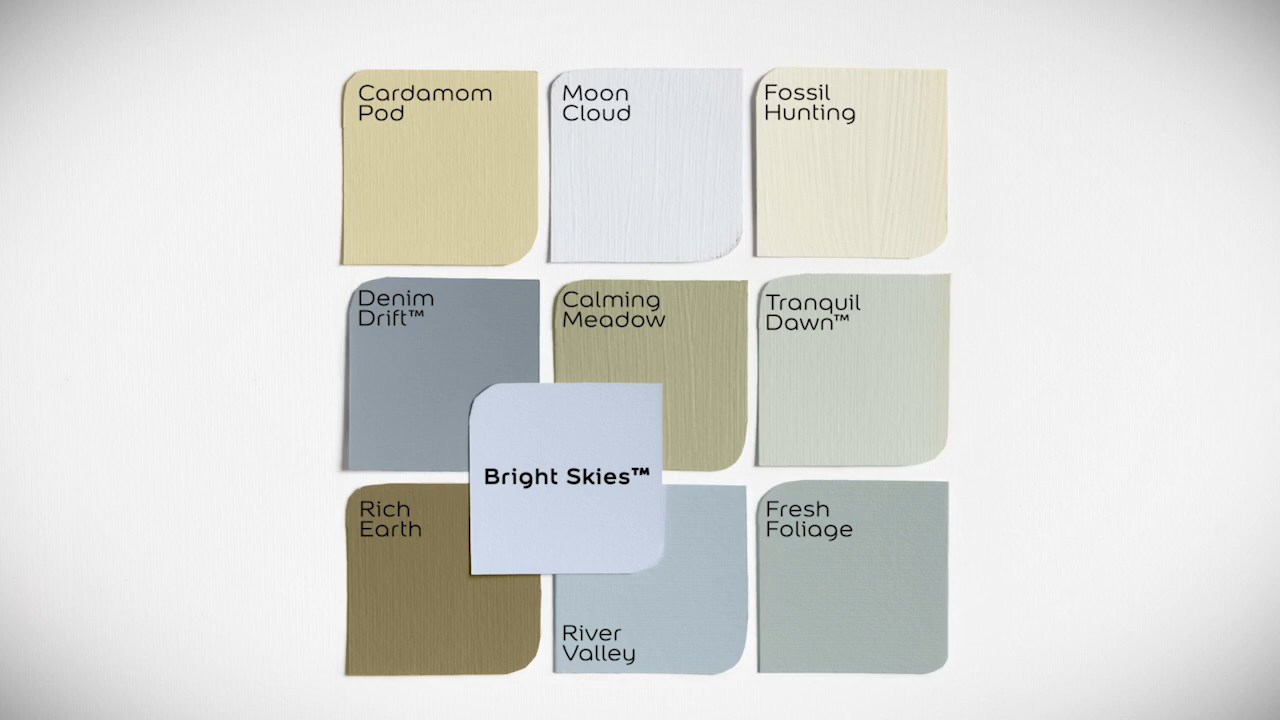 Cardamom
Pod
Moon
Cloud
Fossil
Hunting
Denim
Drift™
Calming
Meadow
Tranquil
Dawn™
Bright Skies™
Rich
Earth
River
Valley
Fresh
Foliage